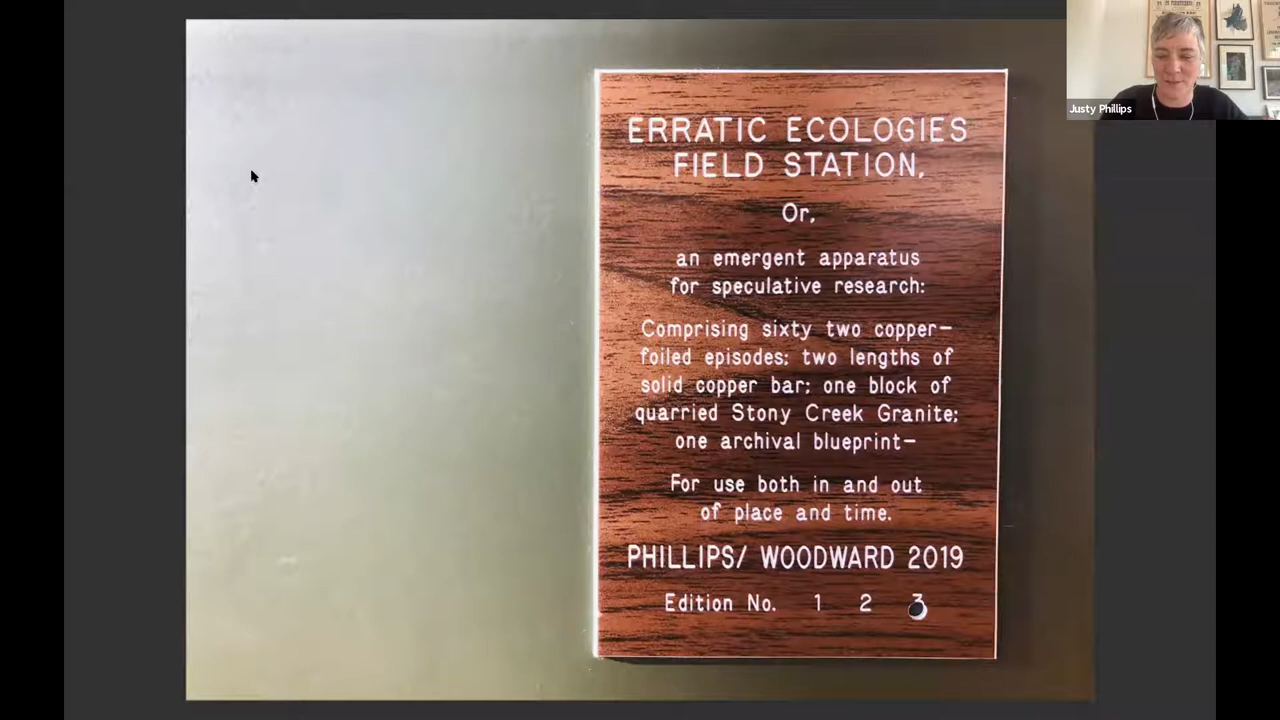 Justy Phillips
ERRATIC ECOLOGIES
FIELD STATION,
Or,
an emergent apparatus
for speculative research:
Comprising sixty two copper-
foiled episodes; two lengths of
solid copper bar; one block of
quarried Stony Creek Granite;
one archival blueprint-
For use both in and out
of place and time.
PHILLIPS/ WOODWARD 2019
Edition No. 1 2 3